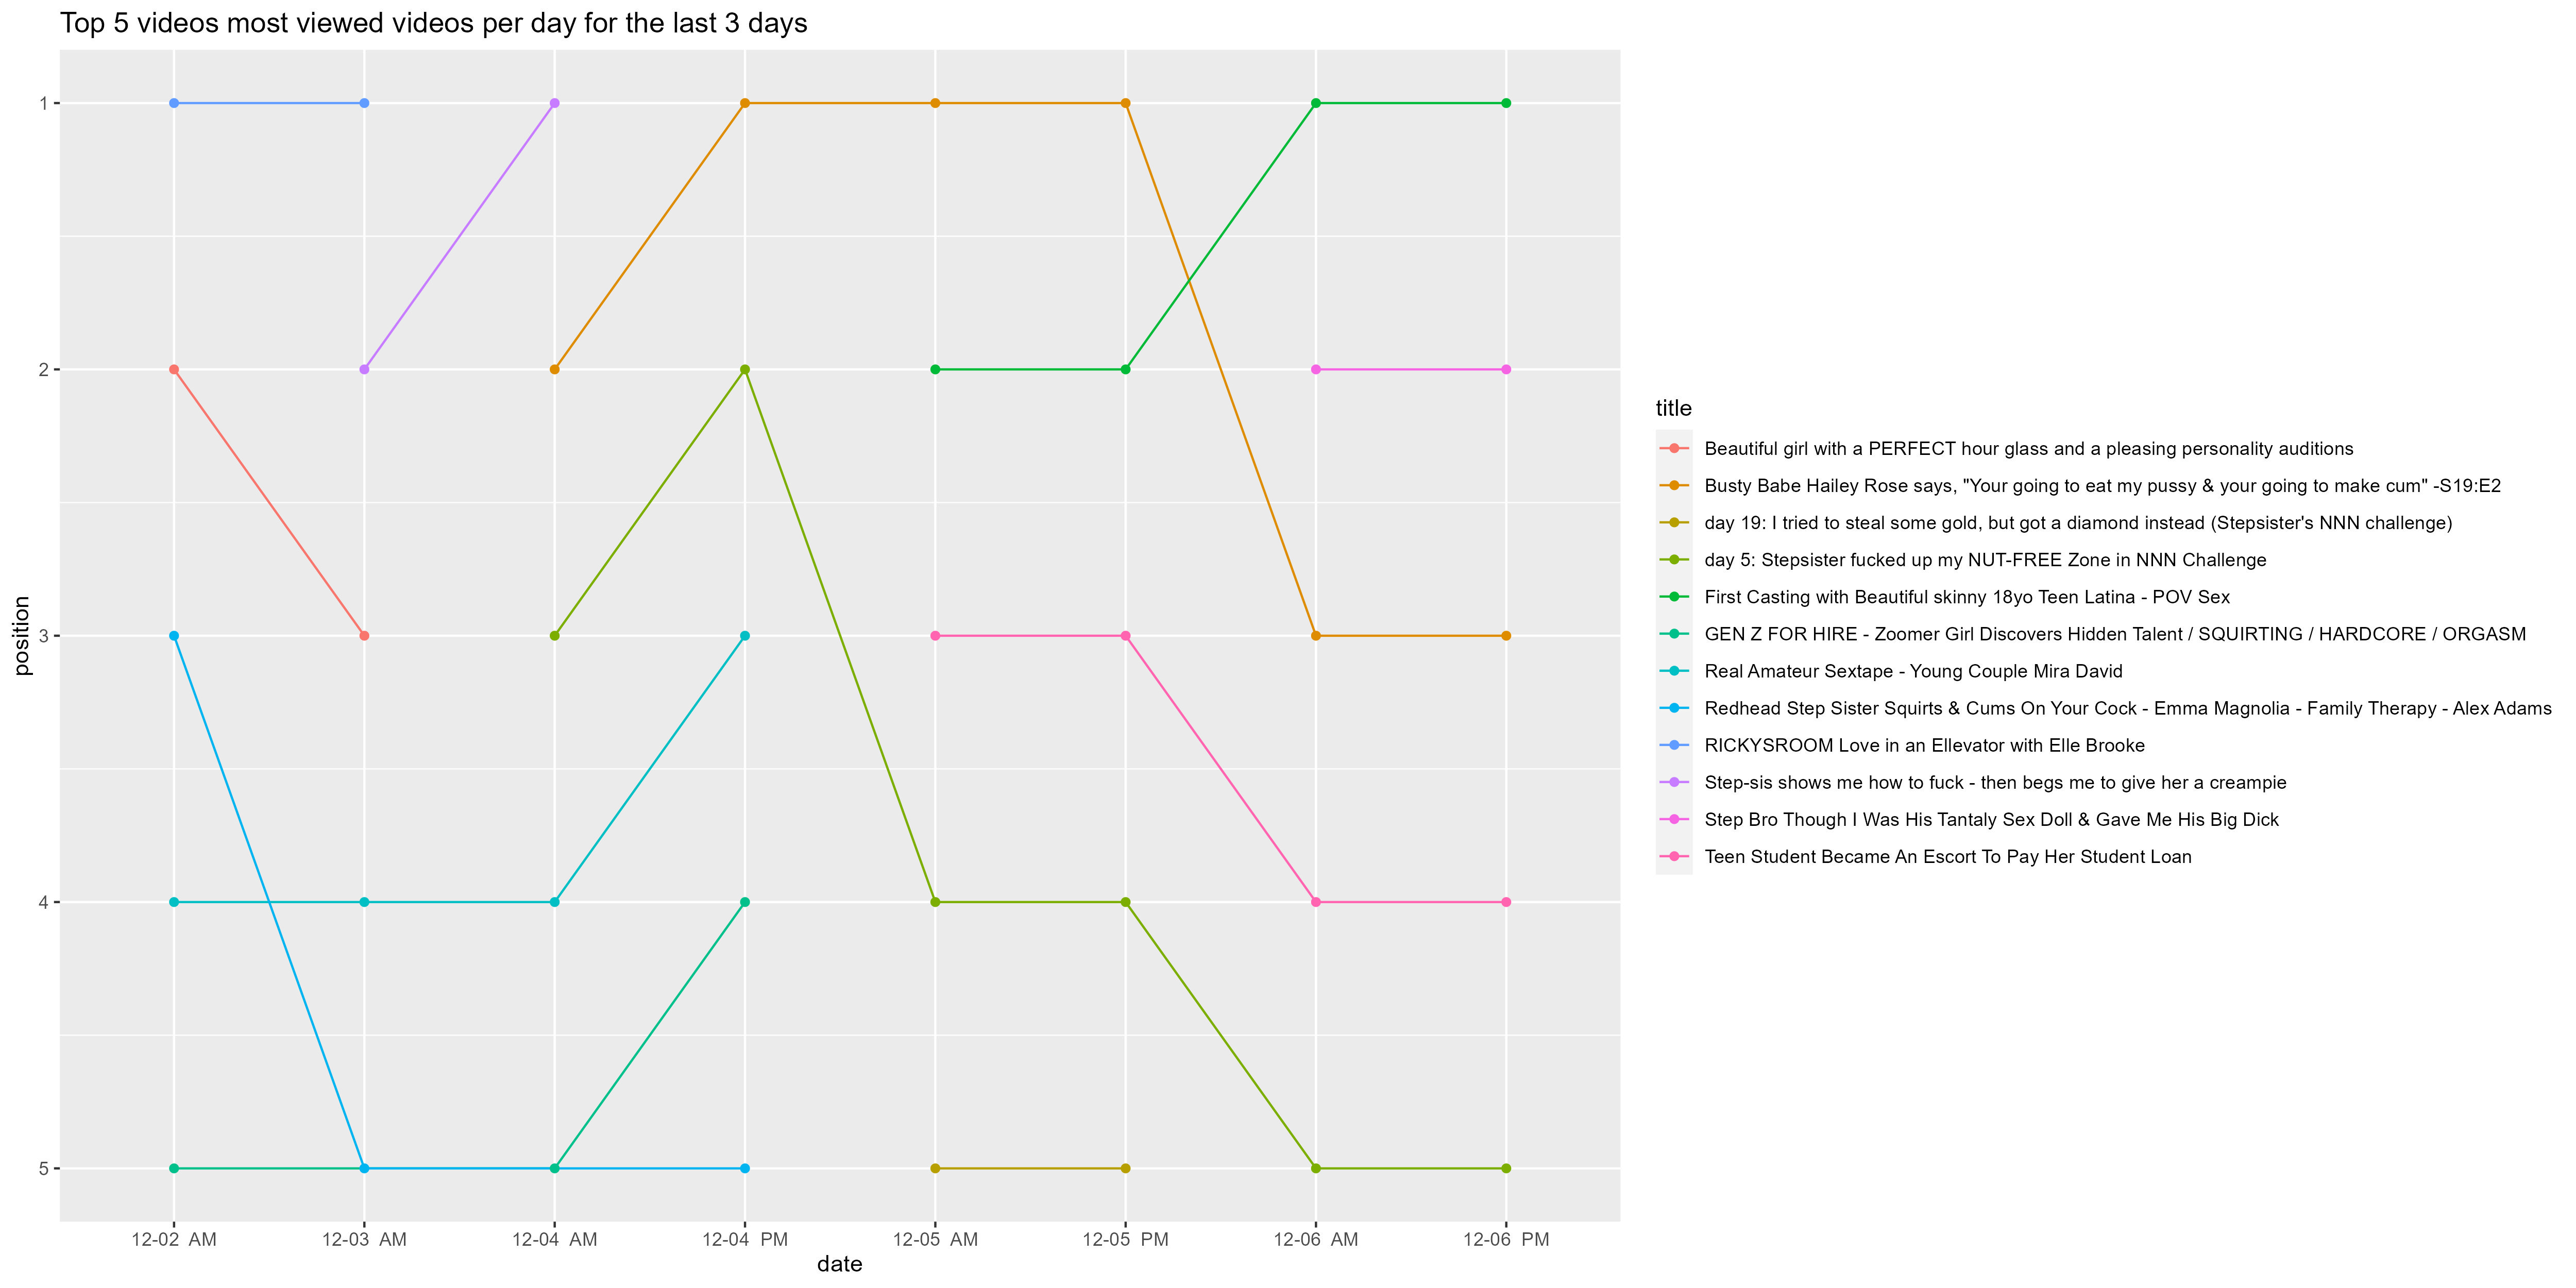 Top 5 videos most viewed videos per day for the last 3 days
position
1
2
3
4
5
12-02 AM
12-03 AM
12-04 AM
12-04 PM
12-05 AM
12-05 PM
12-06 AM
12-06 PM
date
title
Beautiful girl with a PERFECT hour glass and a pleasing personality auditions
Busty Babe Hailey Rose says, "Your going to eat my pussy & your going to make cum" -S19:E2
day 19: I tried to steal some gold, but got a diamond instead (Stepsister's NNN challenge)
day 5: Stepsister fucked up my NUT-FREE Zone in NNN Challenge
First Casting with Beautiful skinny 18yo Teen Latina - POV Sex
GEN Z FOR HIRE - Zoomer Girl Discovers Hidden Talent / SQUIRTING / HARDCORE / ORGASM
Real Amateur Sextape - Young Couple Mira David
Redhead Step Sister Squirts & Cums On Your Cock - Emma Magnolia - Family Therapy - Alex Adams
RICKYSROOM Love in an Ellevator with Elle Brooke
Step-sis shows me how to fuck - then begs me to give her a creampie
Step Bro Though I Was His Tantaly Sex Doll & Gave Me His Big Dick
Teen Student Became An Escort To Pay Her Student Loan